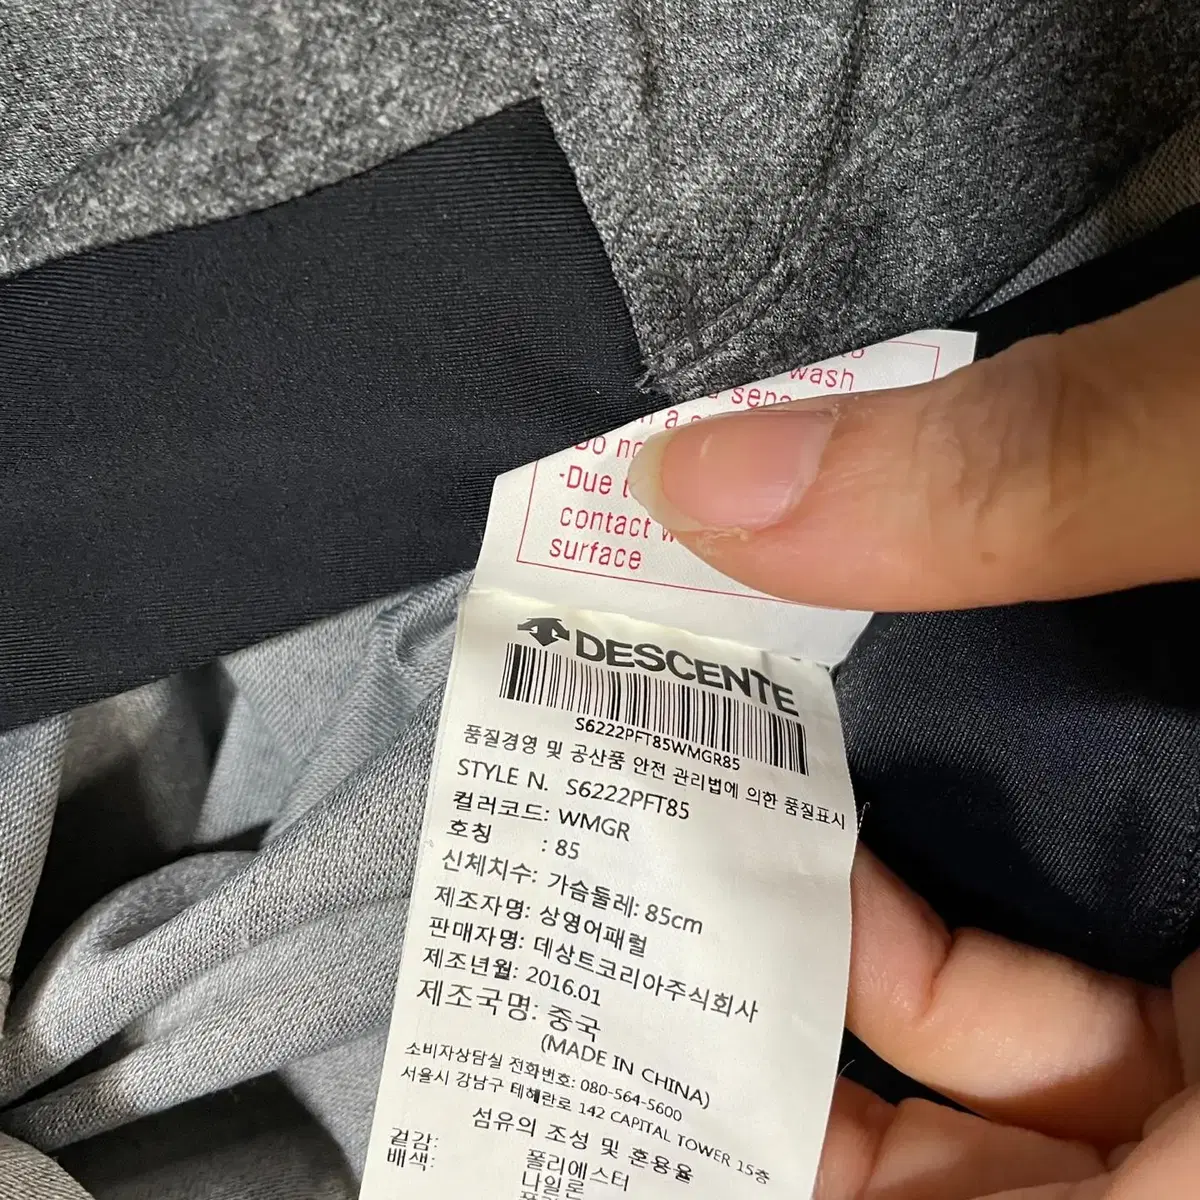 wash
-Due
contact
surface
DESCENTE
S6222PFT85WMGR85
품질경영 및 공산품 안전 관리법에 의한 품질표시
STYLE N. S6222PFT85
컬러코드: WMGR
호칭 : 85
신체치수: 가슴둘레: 85cm
제조자명: 상영어패럴
판매자명: 데상트코리아주식회사
제조년월: 2016.01
제조국명: 중국
(MADE IN CHINA)
소비자상담실 전화번호: 080-564-5600
서울시 강남구 테헤란로 142 CAPITAL TOWER 15층
섬유의 조성 및 혼용율
겉감: 폴리에스터
배색: 나일론